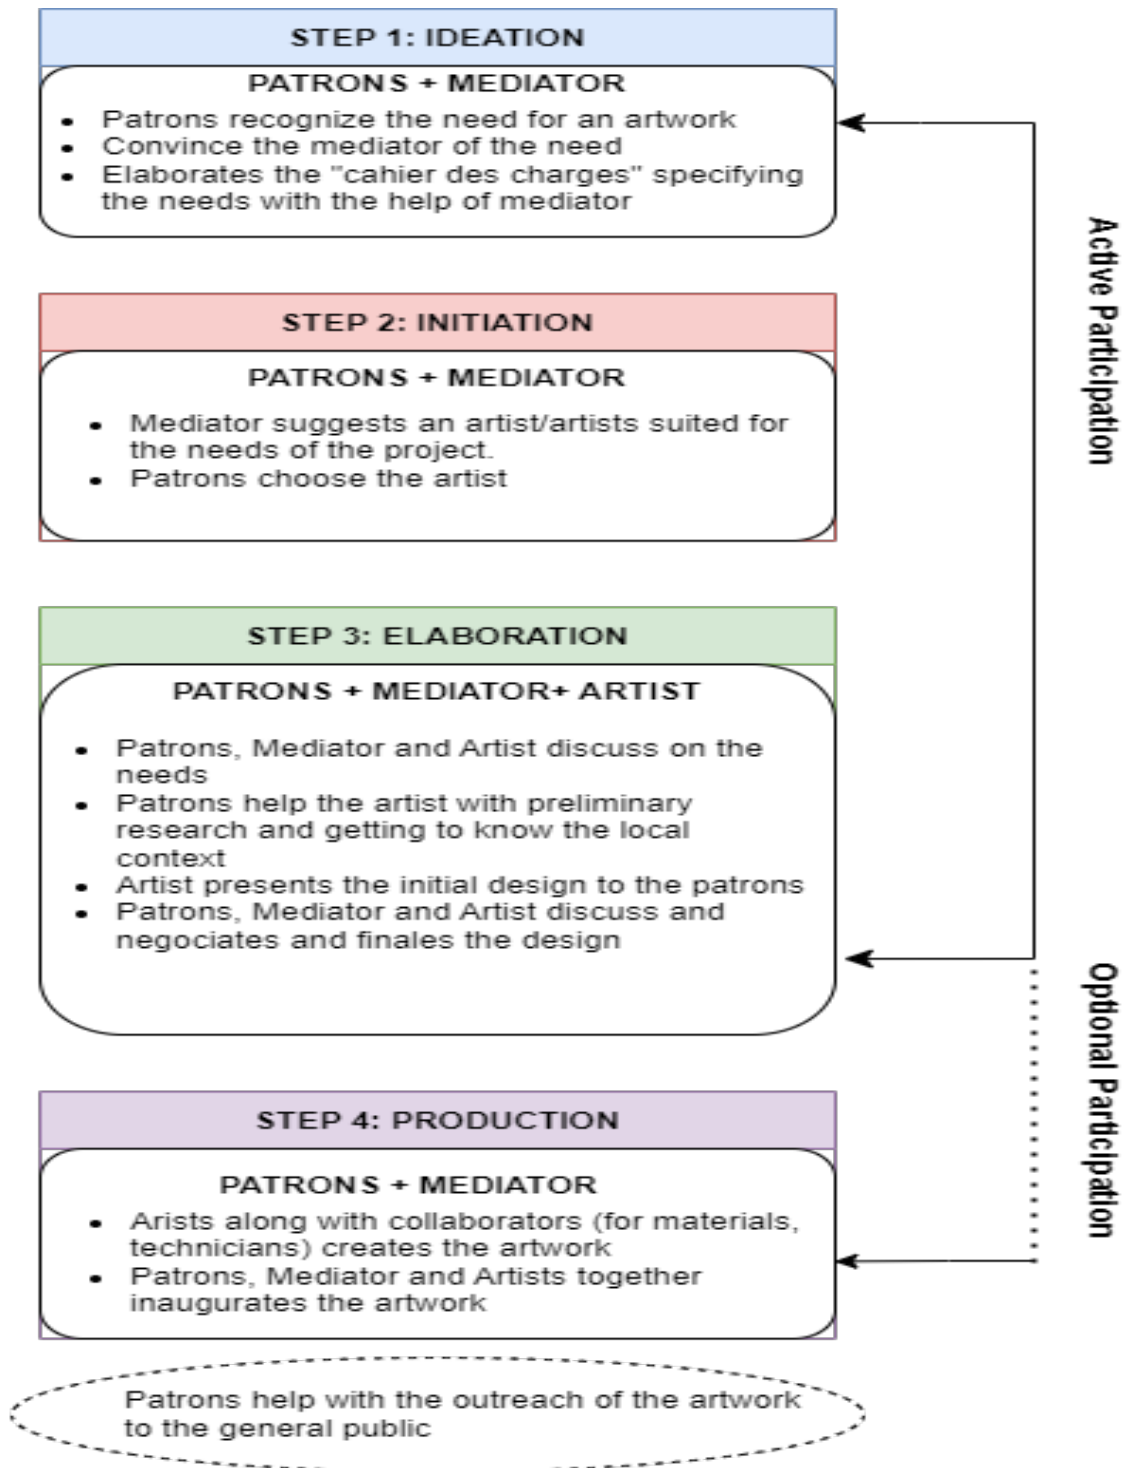 STEP 1: IDEATION
PATRONS + MEDIATOR
• Patrons recognize the need for an artwork
• Convince the mediator of the need
• Elaborates the "cahier des charges" specifying
the needs with the help of mediator
STEP 2: INITIATION
PATRONS + MEDIATOR
• Mediator suggests an artist/artists suited for
the needs of the project.
• Patrons choose the artist
Active Participation
STEP 3: ELABORATION
PATRONS + MEDIATOR+ ARTIST
• Patrons, Mediator and Artist discuss on the
needs
• Patrons help the artist with preliminary
research and getting to know the local
context
• Artist presents the initial design to the patrons
• Patrons, Mediator and Artist discuss and
negociates and finales the design
Optional Participation
STEP 4: PRODUCTION
PATRONS + MEDIATOR
• Arists along with collaborators (for materials,
technicians) creates the artwork
• Patrons, Mediator and Artists together
inaugurates the artwork
Patrons help with the outreach of the artwork
to the general public